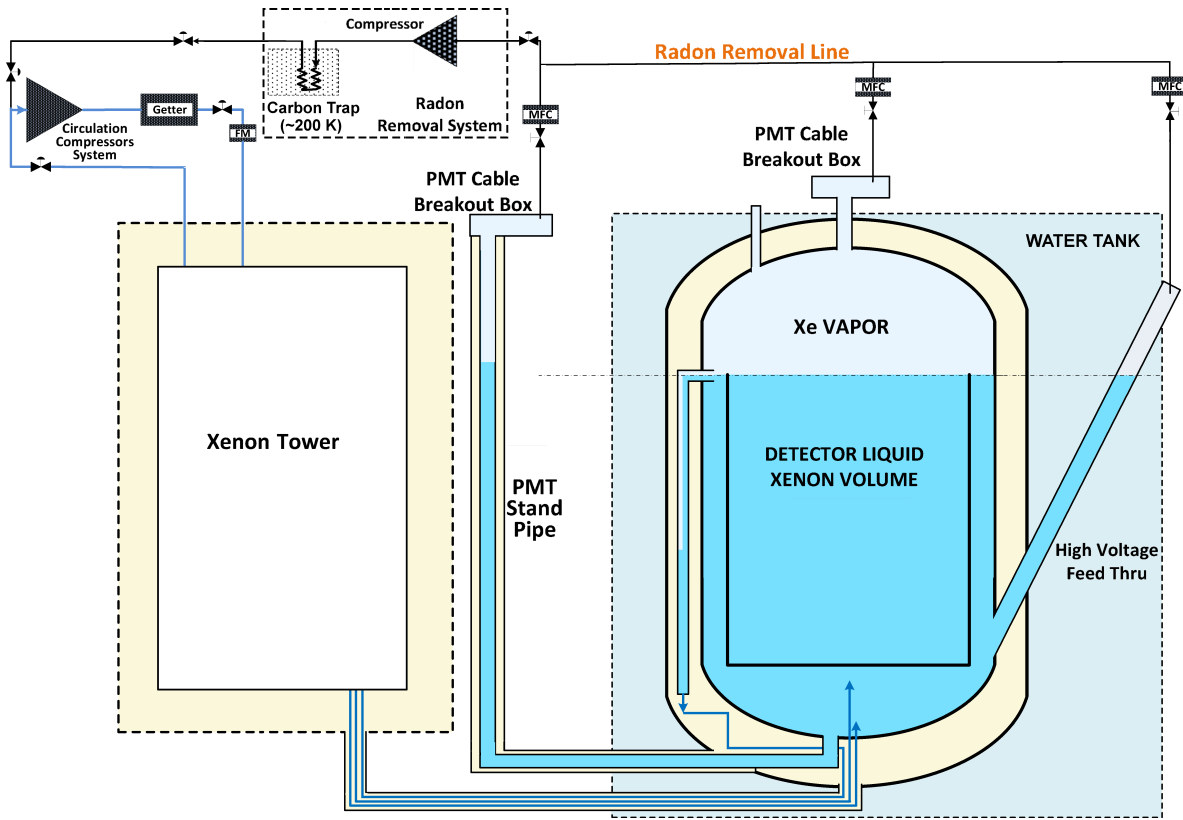 Compressor
Carbon Trap
(~200 K)
Radon
Removal System
Radon Removal Line
Getter
FM
Circulation
Compressors
System
MFC
MFC
MFC
PMT Cable
Breakout Box
PMT Cable
Breakout Box
WATER TANK
Xe VAPOR
Xenon Tower
DETECTOR LIQUID
XENON VOLUME
PMT
Stand
Pipe
High Voltage
Feed Thru